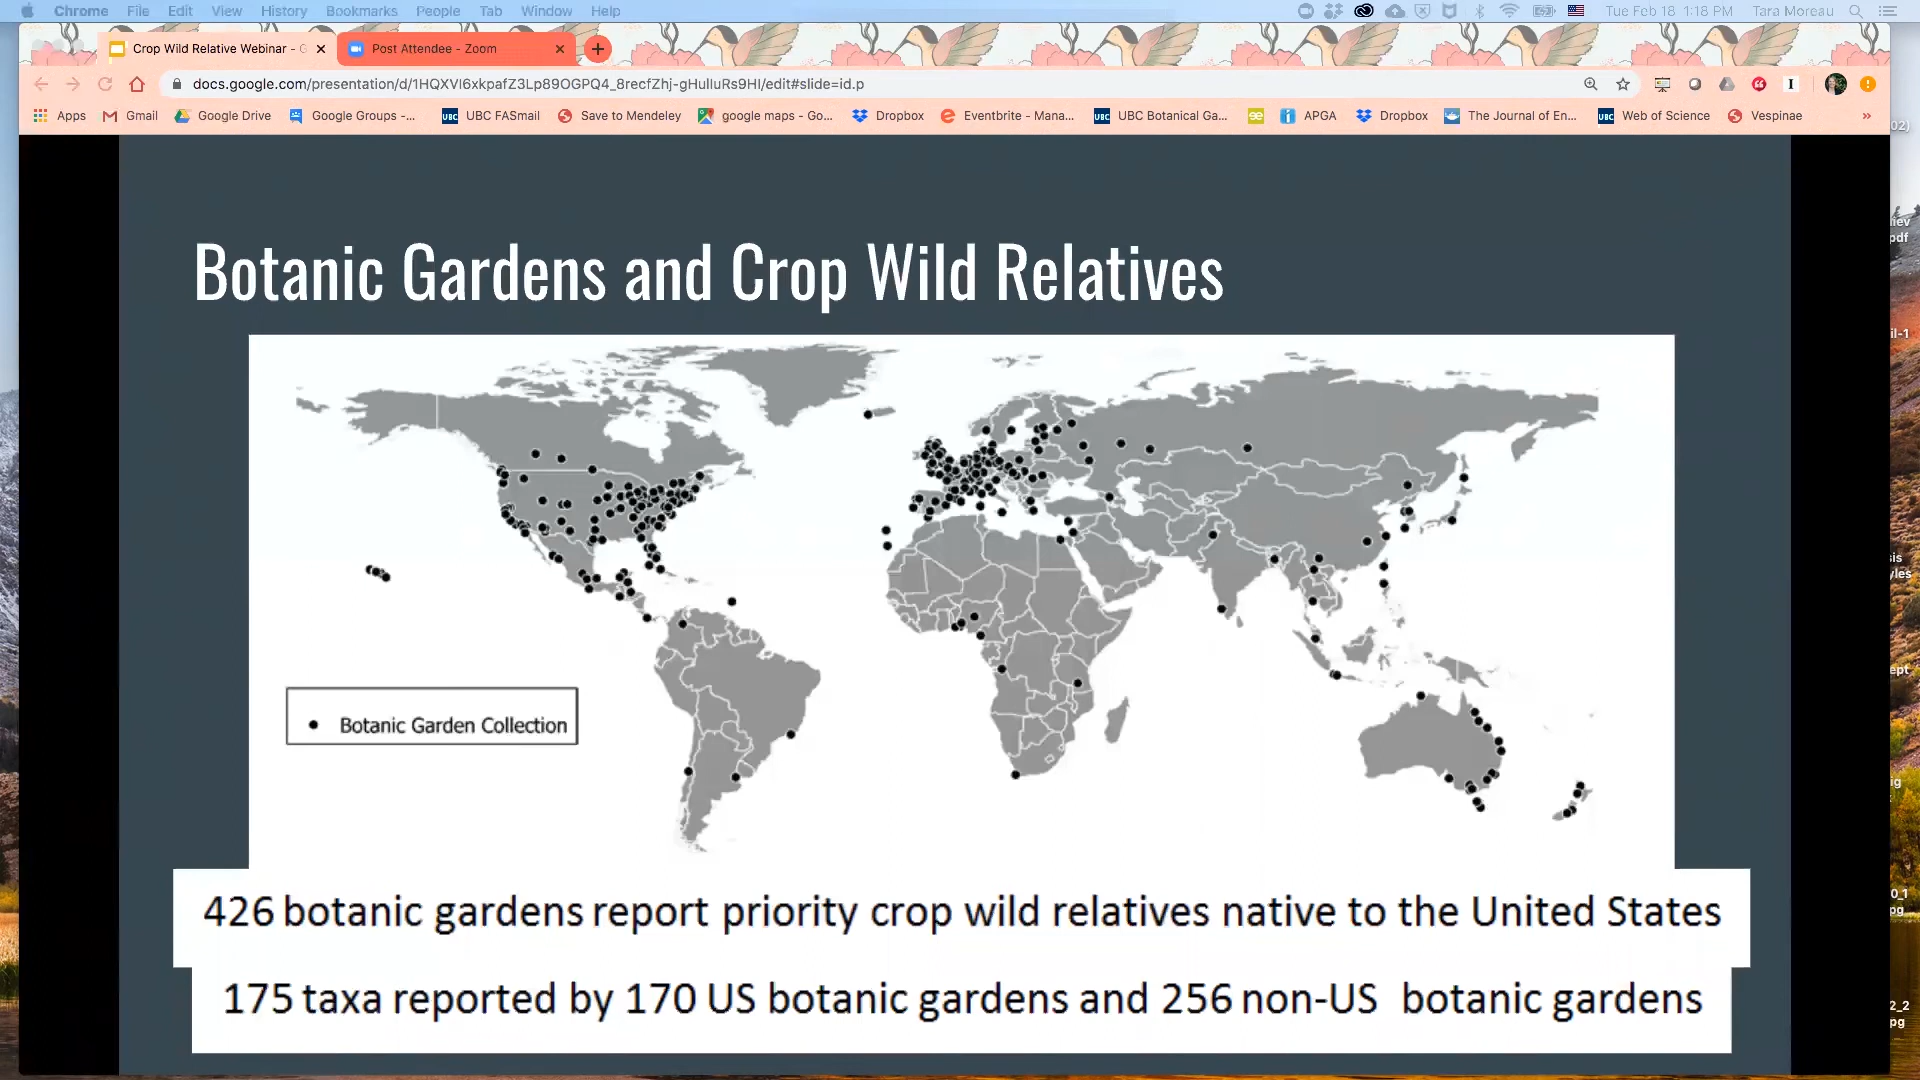 Chrome File Edit View History Bookmarks People Tab Window Help Tue Feb 18 1:18 PM Tara Moreau
Crop Wild Relative Webinar - G Post Attendee - Zoom
docs.google.com/presentation/d/1HQXVl6xkpafZ3Lp89OGPQ4_8recfZhj-gHulluRs9HI/edit#slide=id.p
Apps Gmail Google Drive Google Groups -... UBC FASmail Save to Mendeley google maps - Go... Dropbox Eventbrite - Mana... UBC Botanical Ga... APGA Dropbox The Journal of En... Web of Science Vespinae
Botanic Gardens and Crop Wild Relatives
Botanic Garden Collection
426 botanic gardens report priority crop wild relatives native to the United States
175 taxa reported by 170 US botanic gardens and 256 non-US botanic gardens